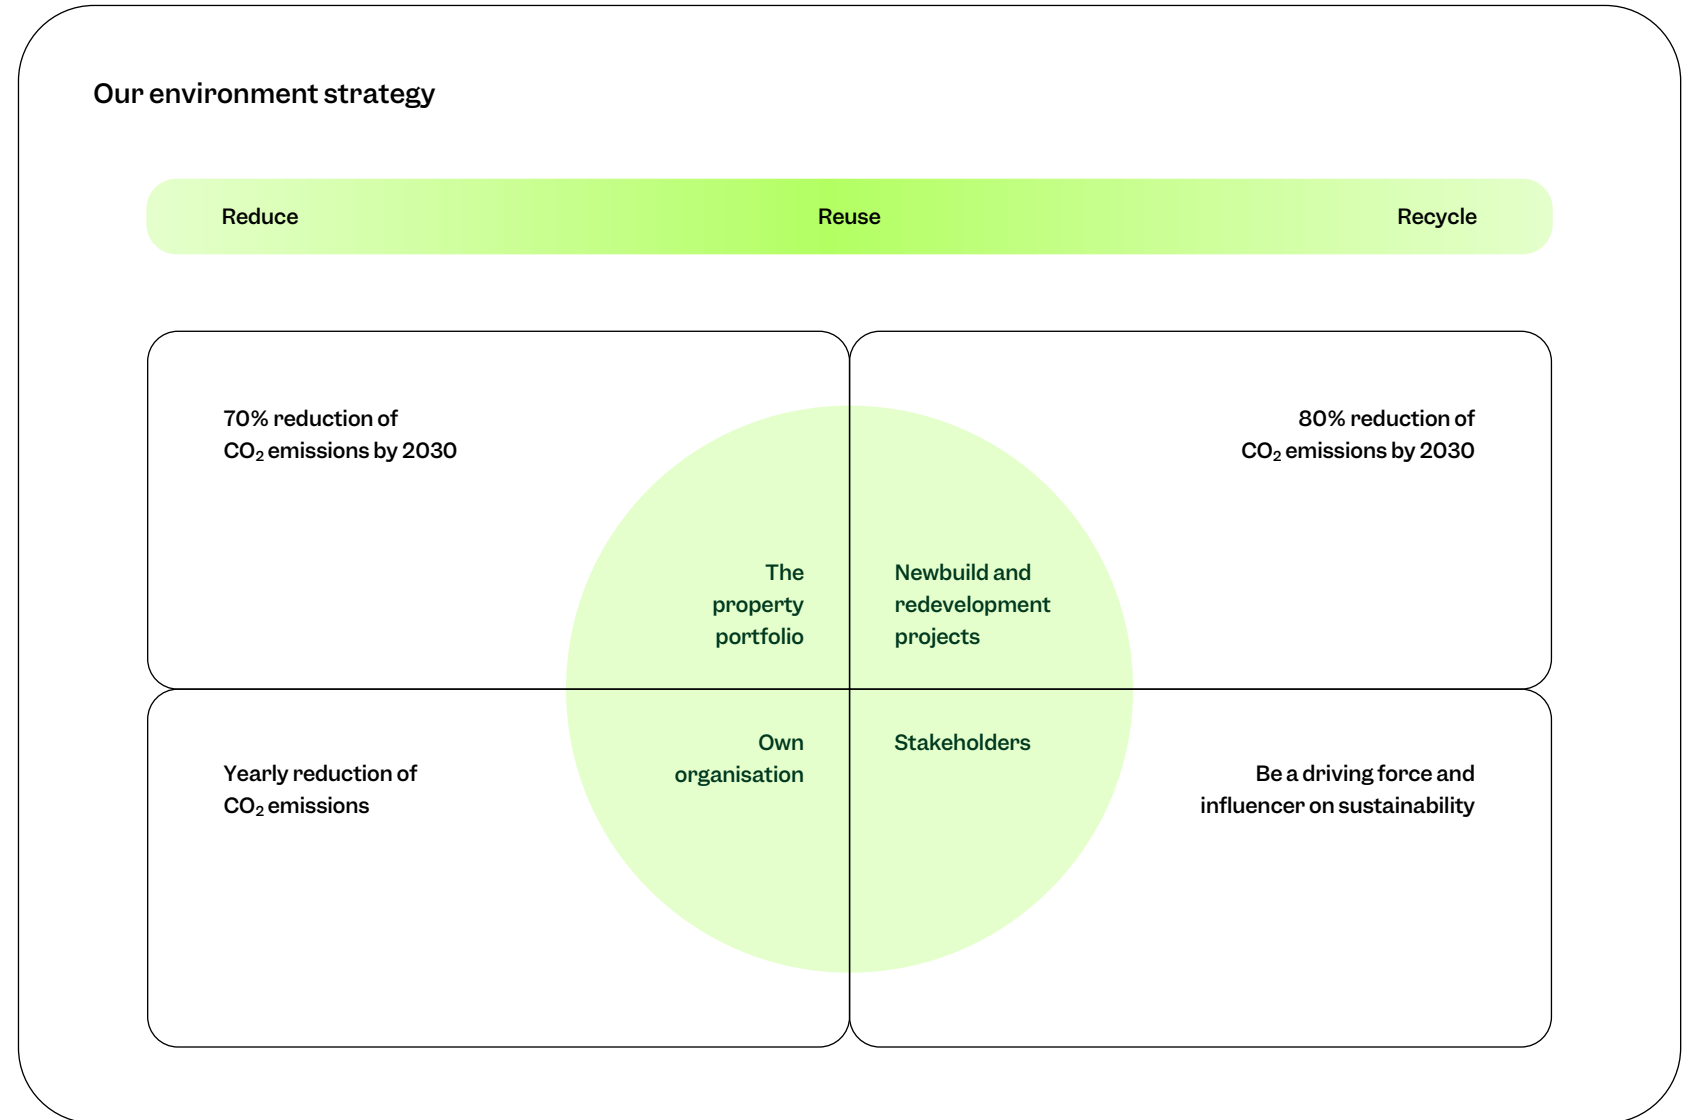 Our environment strategy
Reduce
Reuse
Recycle
70% reduction of
CO₂ emissions by 2030
80% reduction of
CO₂ emissions by 2030
The
property
portfolio
Newbuild and
redevelopment
projects
Own
organisation
Stakeholders
Yearly reduction of
CO₂ emissions
Be a driving force and
influencer on sustainability